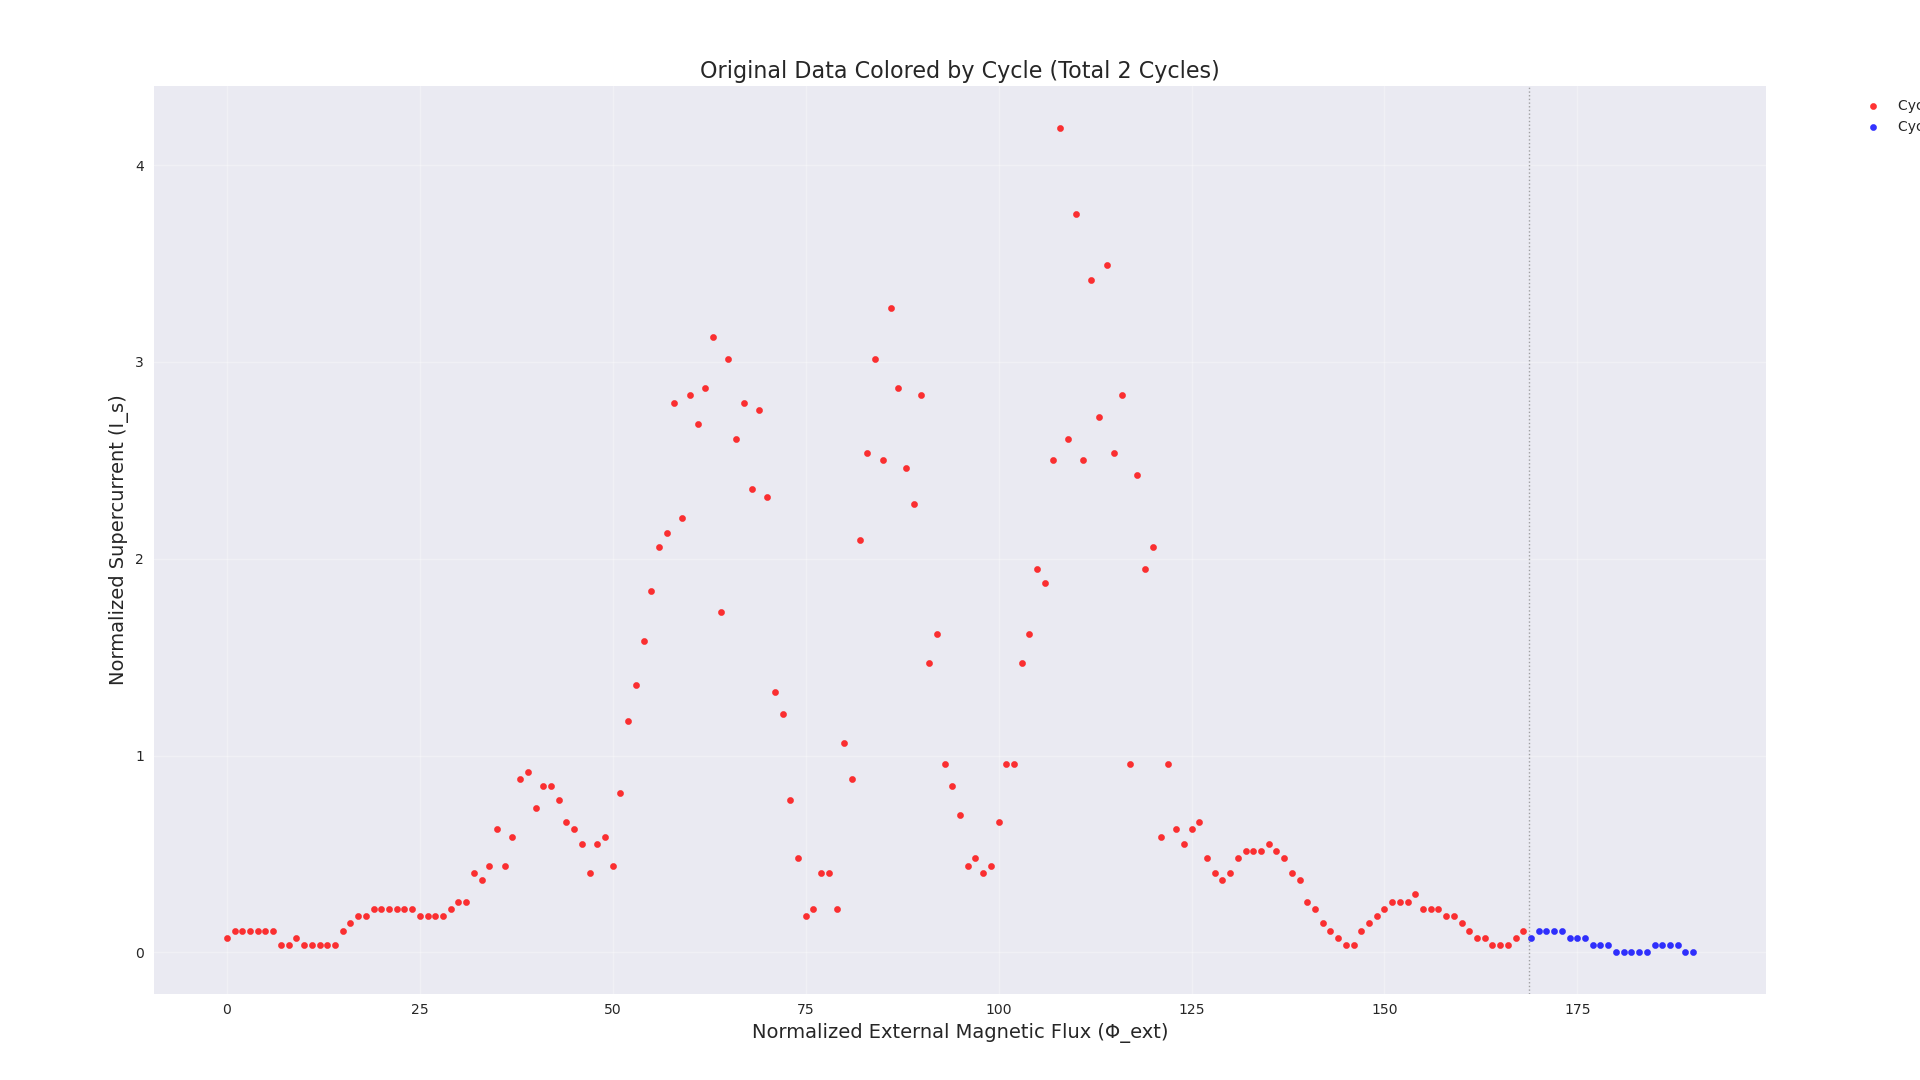 Original Data Colored by Cycle (Total 2 Cycles)
Cyc
Cyc
Normalized Supercurrent (I_s)
4
3
2
1
0
0 25 50 75 100 125 150 175
Normalized External Magnetic Flux (Φ_ext)